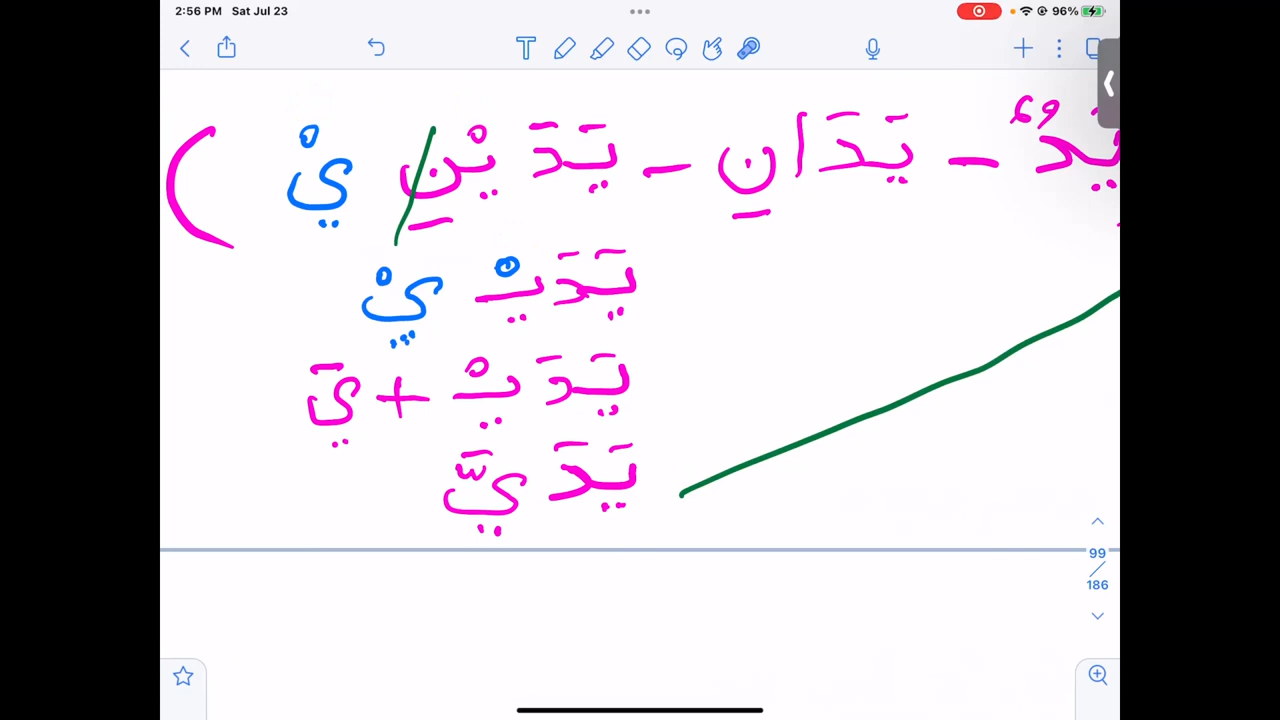 2:56 PM Sat Jul 23 96%
T
يَد - يَدَانِ - يَدَيْنِ يْ )
يَدَيْ يْ
يَدَيْ + يَ
يَدَيَّ
99
186